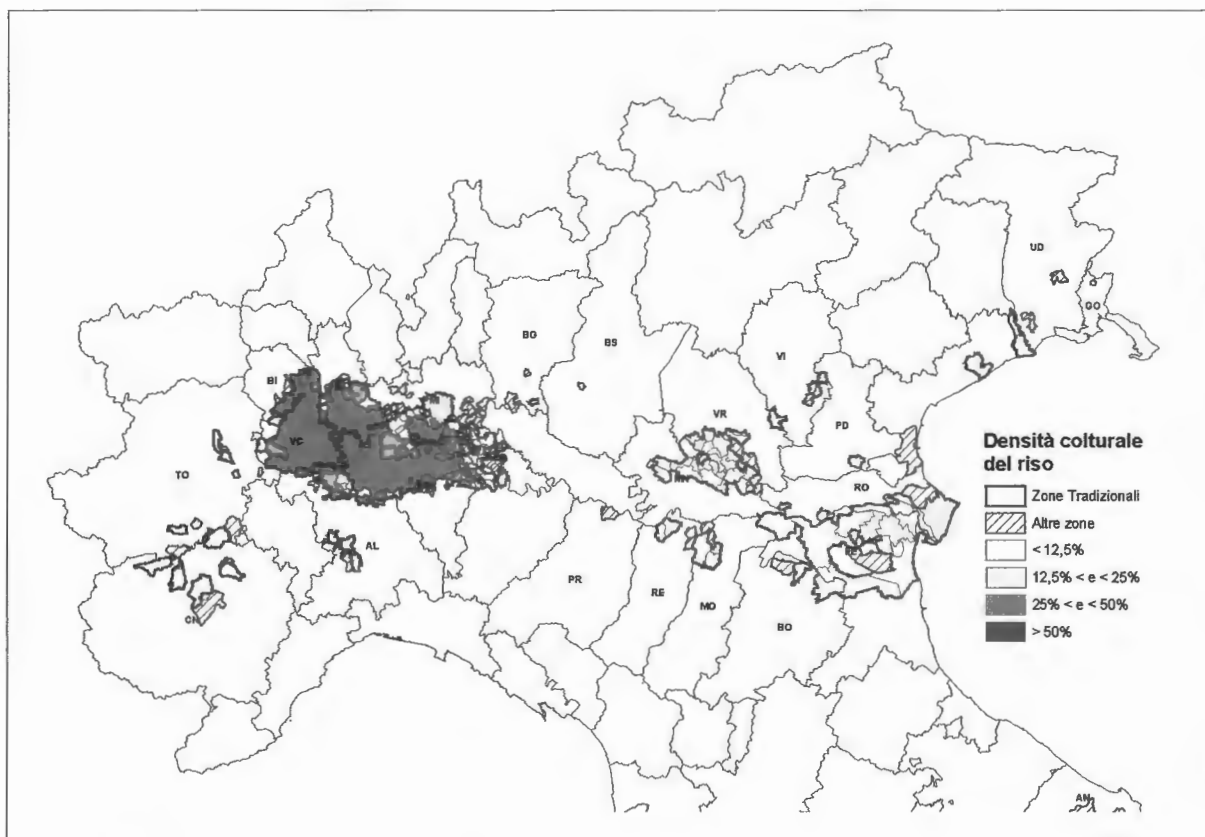 UD
GO
BG
BS
VI
BI
VR
PD
VC
TO
RO
AL
CN
PR
RE
MO
BO
AN
Densità colturale
del riso
Zone Tradizionali
Altre zone
< 12,5%
12,5% < e < 25%
25% < e < 50%
> 50%